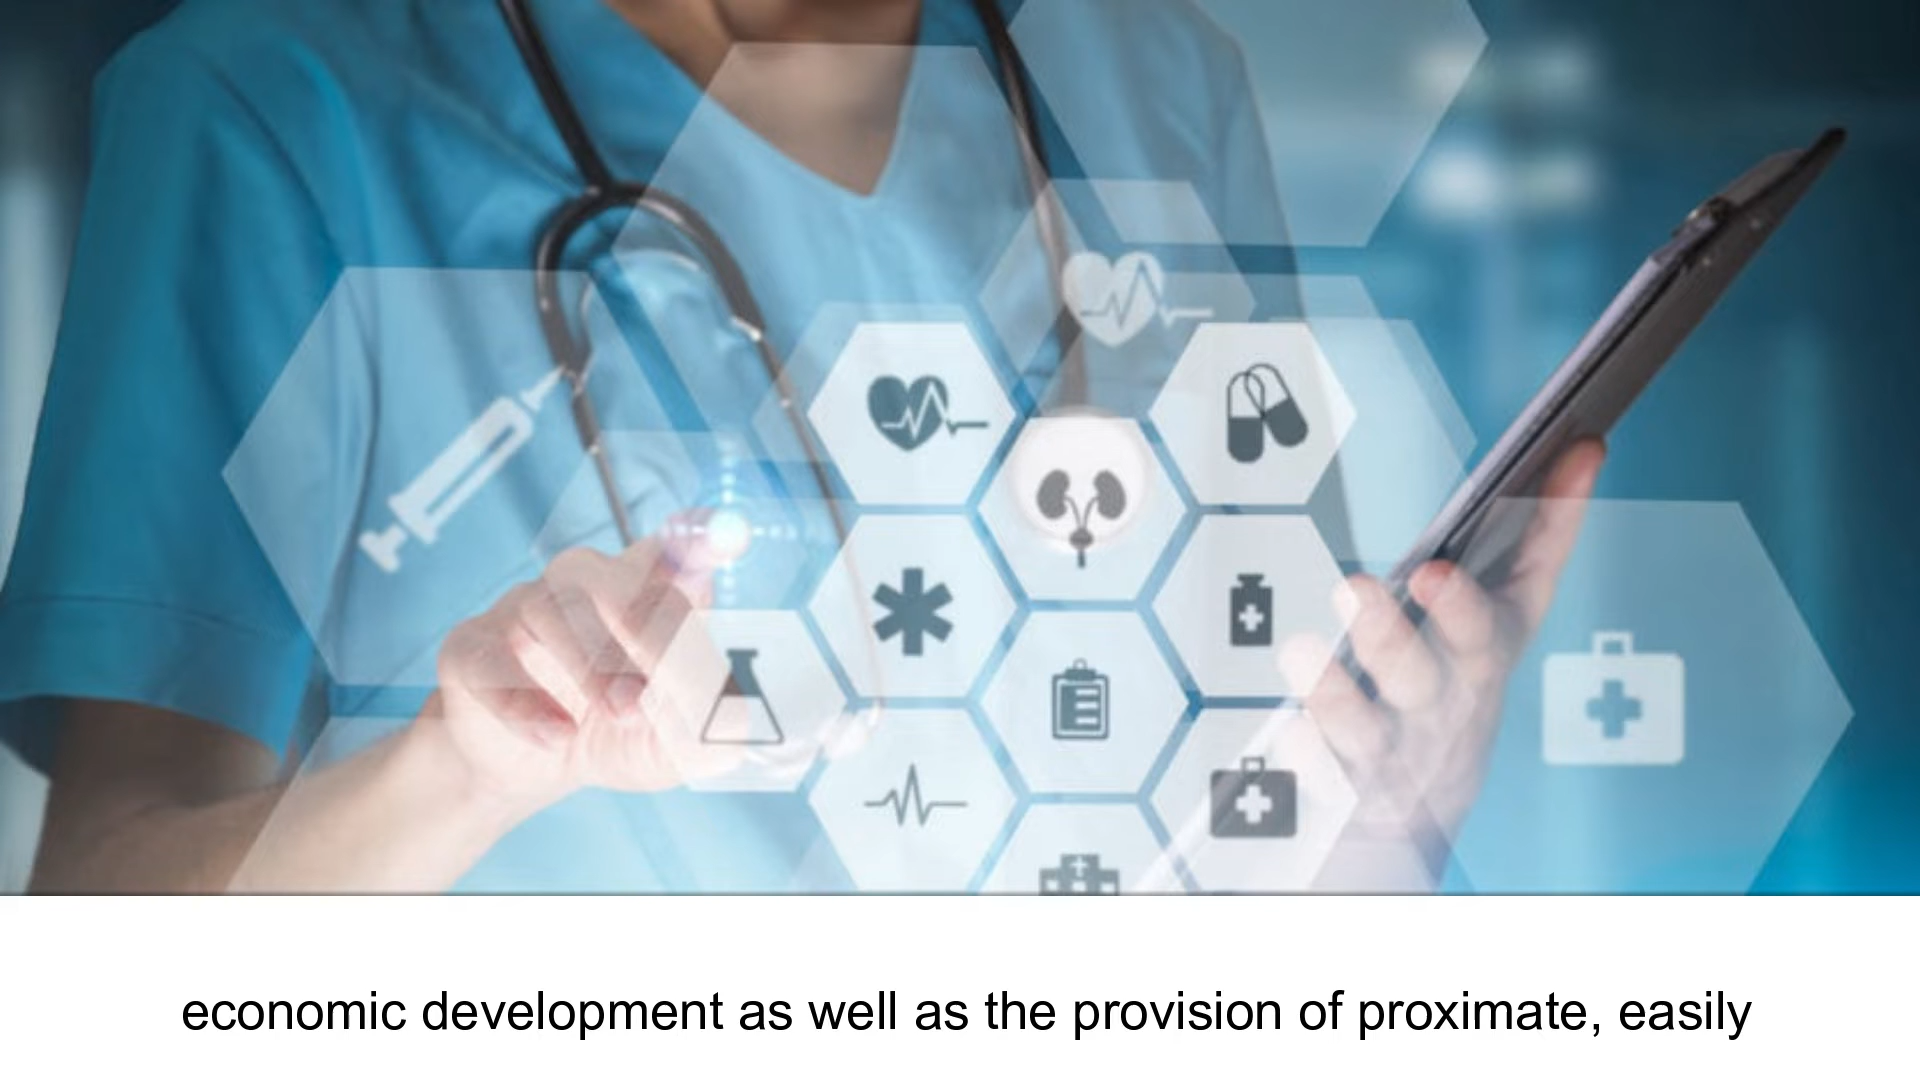 economic development as well as the provision of proximate, easily